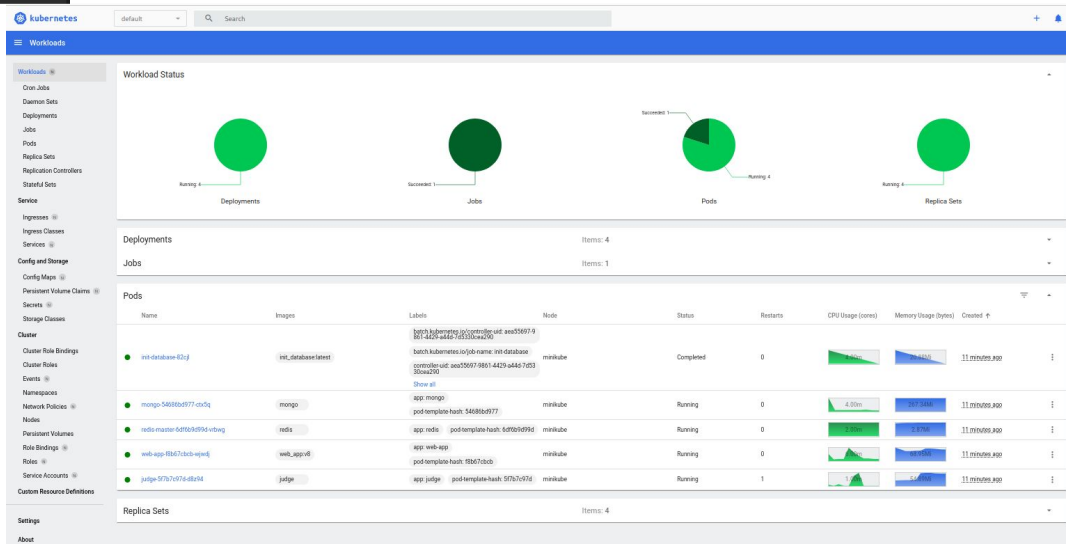 kubernetes
default
Search
Workloads
Workloads N
Cron Jobs
Daemon Sets
Deployments
Jobs
Pods
Replica Sets
Replication Controllers
Stateful Sets
Service
Ingresses N
Ingress Classes
Services N
Config and Storage
Config Maps N
Persistent Volume Claims N
Secrets N
Storage Classes
Cluster
Cluster Role Bindings
Cluster Roles
Events N
Namespaces
Network Policies N
Nodes
Persistent Volumes
Role Bindings N
Roles N
Service Accounts N
Custom Resource Definitions
Settings
About
Workload Status
Running: 4
Deployments
Succeeded: 1
Jobs
Succeeded: 1
Running: 4
Pods
Running: 4
Replica Sets
Deployments Items: 4
Jobs Items: 1
Pods
Name Images Labels Node Status Restarts CPU Usage (cores) Memory Usage (bytes) Created
batch.kubernetes.io/controller-uid: aea55697-9
861-4429-a44d-7d5330cea290
batch.kubernetes.io/job-name: init-database
init-database-82cjl init_database:latest minikube Completed 0 4.00m 11 minutes ago
controller-uid: aea55697-9861-4429-a44d-7d53
30cea290
Show all
app: mongo
mongo-54686bd977-ctx5q mongo minikube Running 0 4.00m 267.34Mi 11 minutes ago
pod-template-hash: 54686bd977
redis-master-6df6b9d99d-vrbwg redis app: redis pod-template-hash: 6df6b9d99d minikube Running 0 2.00m 2.87Mi 11 minutes ago
app: web-app
web-app-f8b67cbcb-ejwdj web_app:v8 minikube Running 0 11 minutes ago
pod-template-hash: f8b67cbcb
judge-5f7b7c97d-d8z94 judge app: judge pod-template-hash: 5f7b7c97d minikube Running 1 11 minutes ago
Replica Sets Items: 4